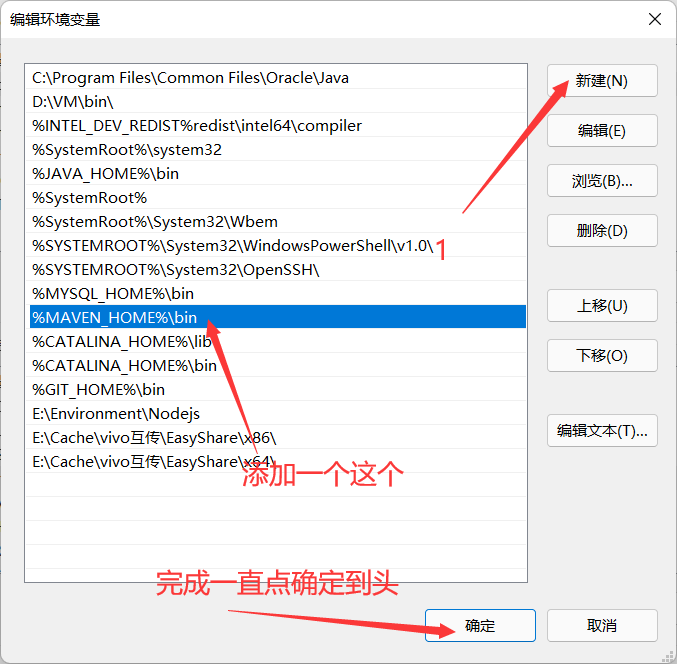 编辑环境变量
C:\Program Files\Common Files\Oracle\Java
新建(N)
D:\VM\bin\
%INTEL_DEV_REDIST%redist\intel64\compiler
编辑(E)
%SystemRoot%\system32
%JAVA_HOME%\bin
浏览(B)...
%SystemRoot%
%SystemRoot%\System32\Wbem
删除(D)
%SYSTEMROOT%\System32\WindowsPowerShell\v1.0\
1
%SYSTEMROOT%\System32\OpenSSH\
%MYSQL_HOME%\bin
上移(U)
%MAVEN_HOME%\bin
%CATALINA_HOME%\lib
下移(O)
%CATALINA_HOME%\bin
%GIT_HOME%\bin
E:\Environment\Nodejs
编辑文本(T)...
E:\Cache\vivo互传\EasyShare\x86\
E:\Cache\vivo互传\EasyShare\x64\
添加一个这个
完成一直点确定到头
确定
取消